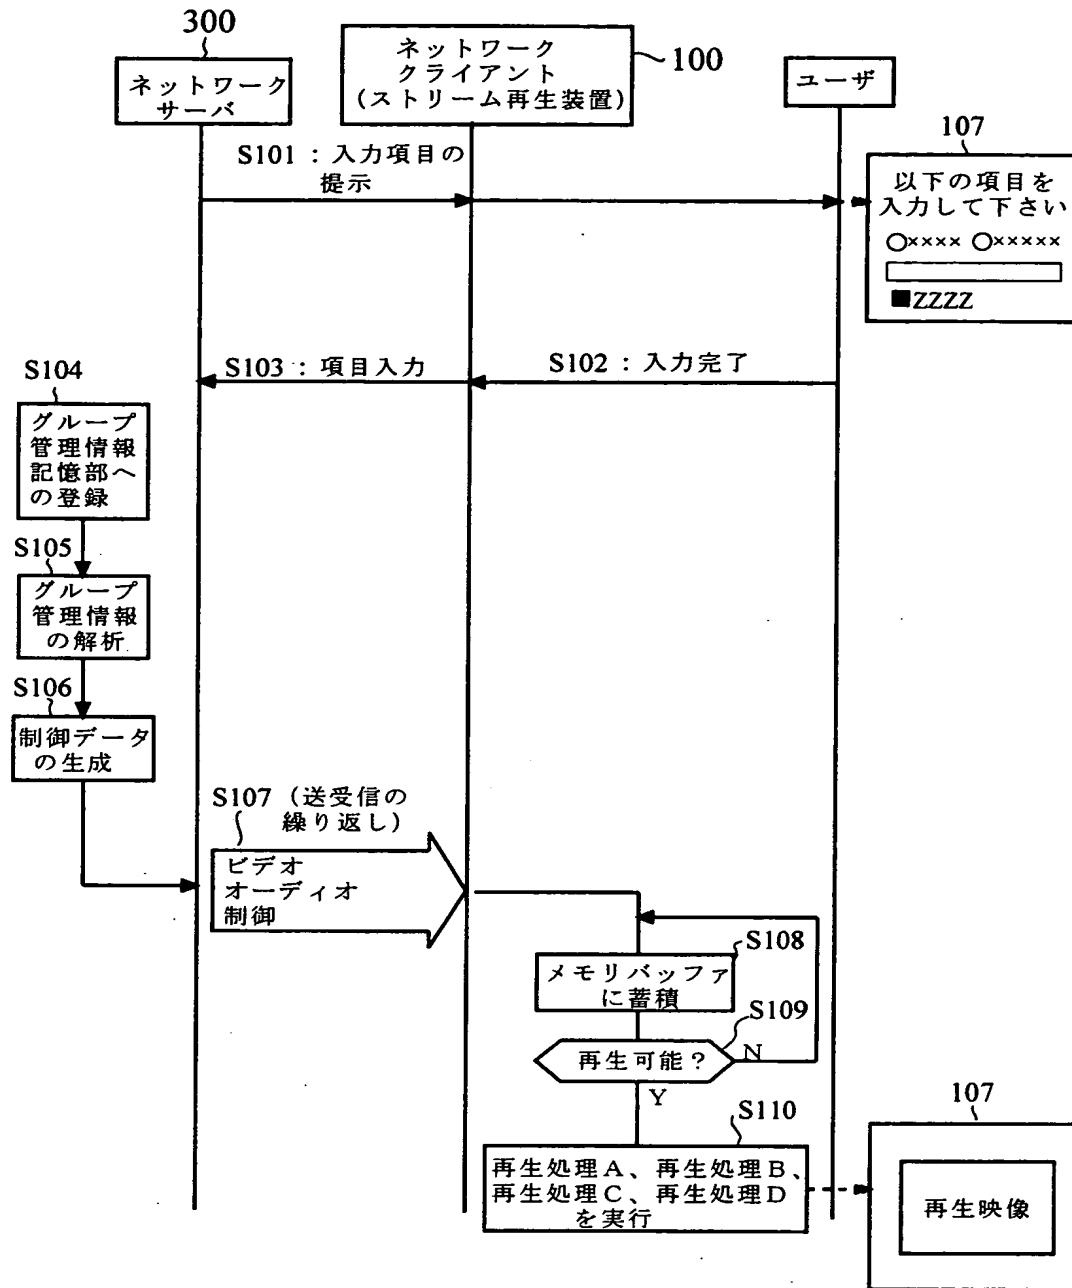 300
ネットワーク
サーバ
ネットワーク
クライアント
(ストリーム再生装置)
100
ユーザ
S101:入力項目の
提示
107
以下の項目を
入力して下さい
○×××× ○×××××
■ZZZZ
S103:項目入力
S102:入力完了
S104
グループ
管理情報
記憶部へ
の登録
S105
グループ
管理情報
の解析
S106
制御データ
の生成
S107(送受信の
繰り返し)
ビデオ
オーディオ
制御
S108
メモリバッファ
に蓄積
S109
再生可能?
N
Y
S110
再生処理A、再生処理B、
再生処理C、再生処理D
を実行
107
再生映像